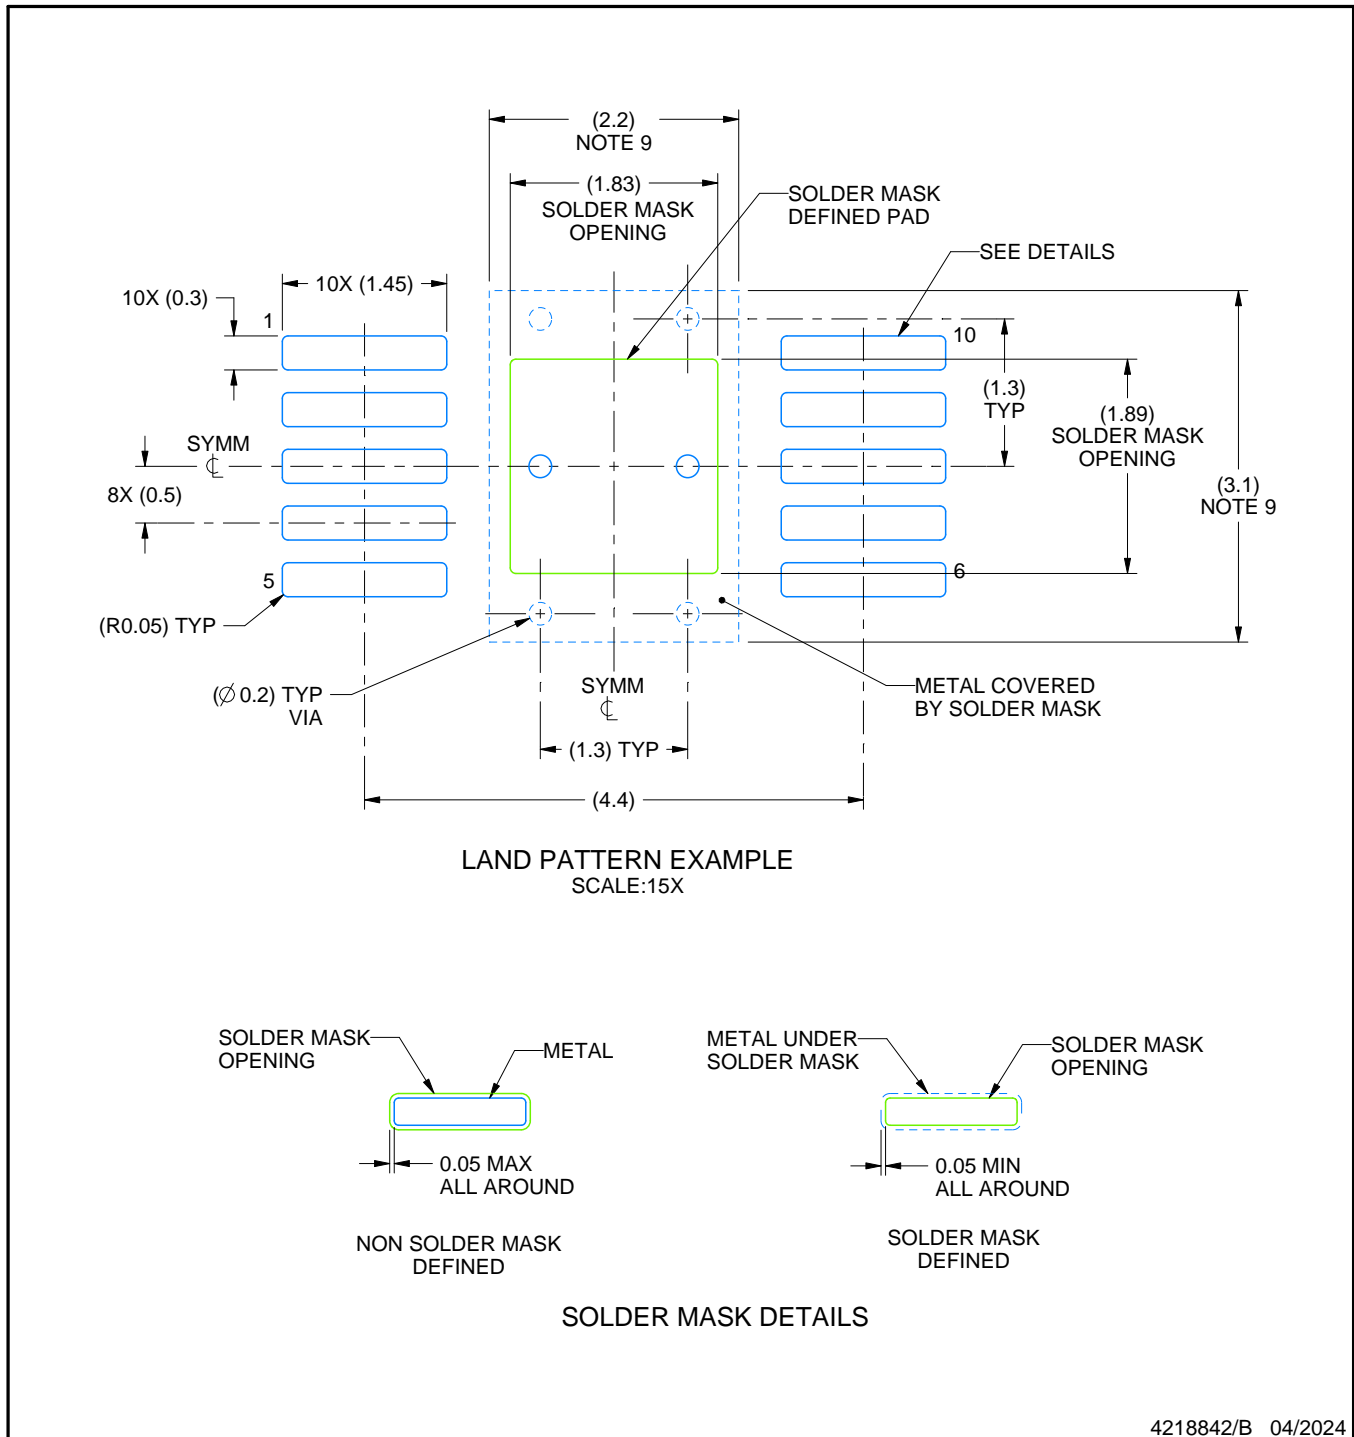 (2.2)
NOTE 9
(1.83)
SOLDER MASK
OPENING
SOLDER MASK
DEFINED PAD
SEE DETAILS
10X (1.45)
10X (0.3)
1
10
(1.3)
TYP
(1.89)
SOLDER MASK
OPENING
SYMM
℄
(3.1)
NOTE 9
8X (0.5)
5
6
(R0.05) TYP
(∅ 0.2) TYP
VIA
SYMM
℄
METAL COVERED
BY SOLDER MASK
(1.3) TYP
(4.4)
LAND PATTERN EXAMPLE
SCALE:15X
SOLDER MASK
OPENING
METAL
METAL UNDER
SOLDER MASK
SOLDER MASK
OPENING
0.05 MAX
ALL AROUND
0.05 MIN
ALL AROUND
NON SOLDER MASK
DEFINED
SOLDER MASK
DEFINED
SOLDER MASK DETAILS
4218842/B 04/2024